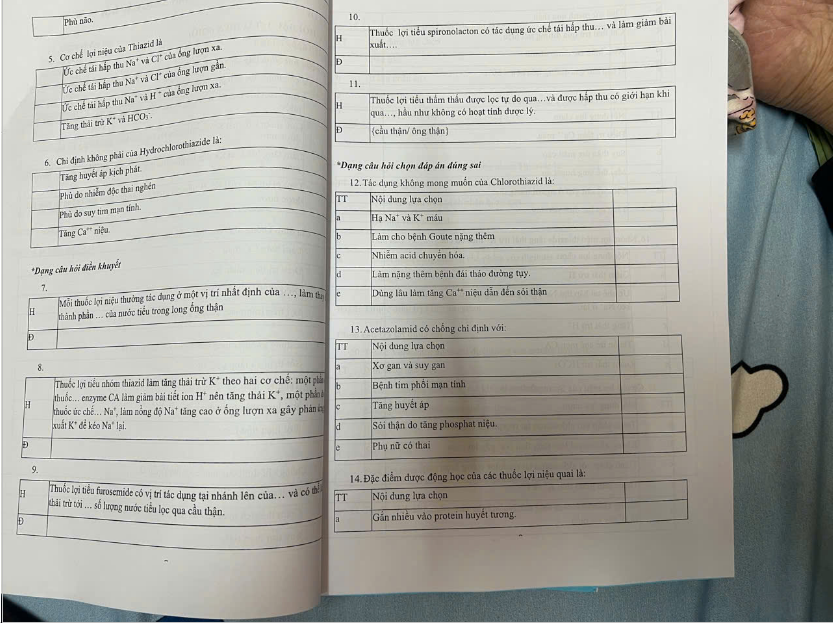 Phù não.
5. Cơ chế lợi niệu của Thiazid là
Ức chế tái hấp thu Na⁺ và Cl⁻ của ống lượn xa.
Ức chế tái hấp thu Na⁺ và Cl⁻ của ống lượn gần.
Ức chế tái hấp thu Na⁺ và H⁺ của ống lượn xa.
Tăng thải trừ K⁺ và HCO₃⁻.
6. Chỉ định không phải của Hydrochlorothiazide là:
Tăng huyết áp kịch phát.
Phù do nhiễm độc thai nghén
Phù do suy tim mạn tính.
Tăng Ca⁺⁺ niệu.
*Dạng câu hỏi điền khuyết
7.
H Mỗi thuốc lợi niệu thường tác dụng ở một vị trí nhất định của …, làm
thành phần … của nước tiểu trong long ống thận
Đ
8.
Thuốc lợi tiểu nhóm thiazid làm tăng thải trừ K⁺ theo hai cơ chế: một phần
H thuốc… enzyme CA làm giảm bài tiết ion H⁺ nên tăng thải K⁺, một phần
thuốc ức chế… Na⁺, làm nồng độ Na⁺ tăng cao ở ống lượn xa gây phản
xuất K⁺ để kéo Na⁺ lại.
Đ
9.
H Thuốc lợi tiểu furosemide có vị trí tác dụng tại nhánh lên của… và có thể
thải trừ tới … số lượng nước tiểu lọc qua cầu thận.
Đ
10.
H Thuốc lợi tiểu spironolacton có tác dụng ức chế tái hấp thu… và làm giảm bài
xuất….
Đ
11.
H Thuốc lợi tiểu thẩm thấu được lọc tự do qua…và được hấp thu có giới hạn khi
qua…, hầu như không có hoạt tính dược lý.
Đ (cầu thận/ ông thận)
*Dạng câu hỏi chọn đáp án đúng sai
12. Tác dụng không mong muốn của Chlorothiazid là:
TT Nội dung lựa chọn
a Hạ Na⁺ và K⁺ máu
b Làm cho bệnh Goute nặng thêm
c Nhiễm acid chuyển hóa.
d Làm nặng thêm bệnh đái tháo đường tụy.
e Dùng lâu làm tăng Ca⁺⁺ niệu dẫn đến sỏi thận
13. Acetazolamid có chống chỉ định với:
TT Nội dung lựa chọn
a Xơ gan và suy gan
b Bệnh tim phổi mạn tính
c Tăng huyết áp
d Sỏi thận do tăng phosphat niệu.
e Phụ nữ có thai
14. Đặc điểm dược động học của các thuốc lợi niệu quai là:
TT Nội dung lựa chọn
a Gắn nhiều vào protein huyết tương.